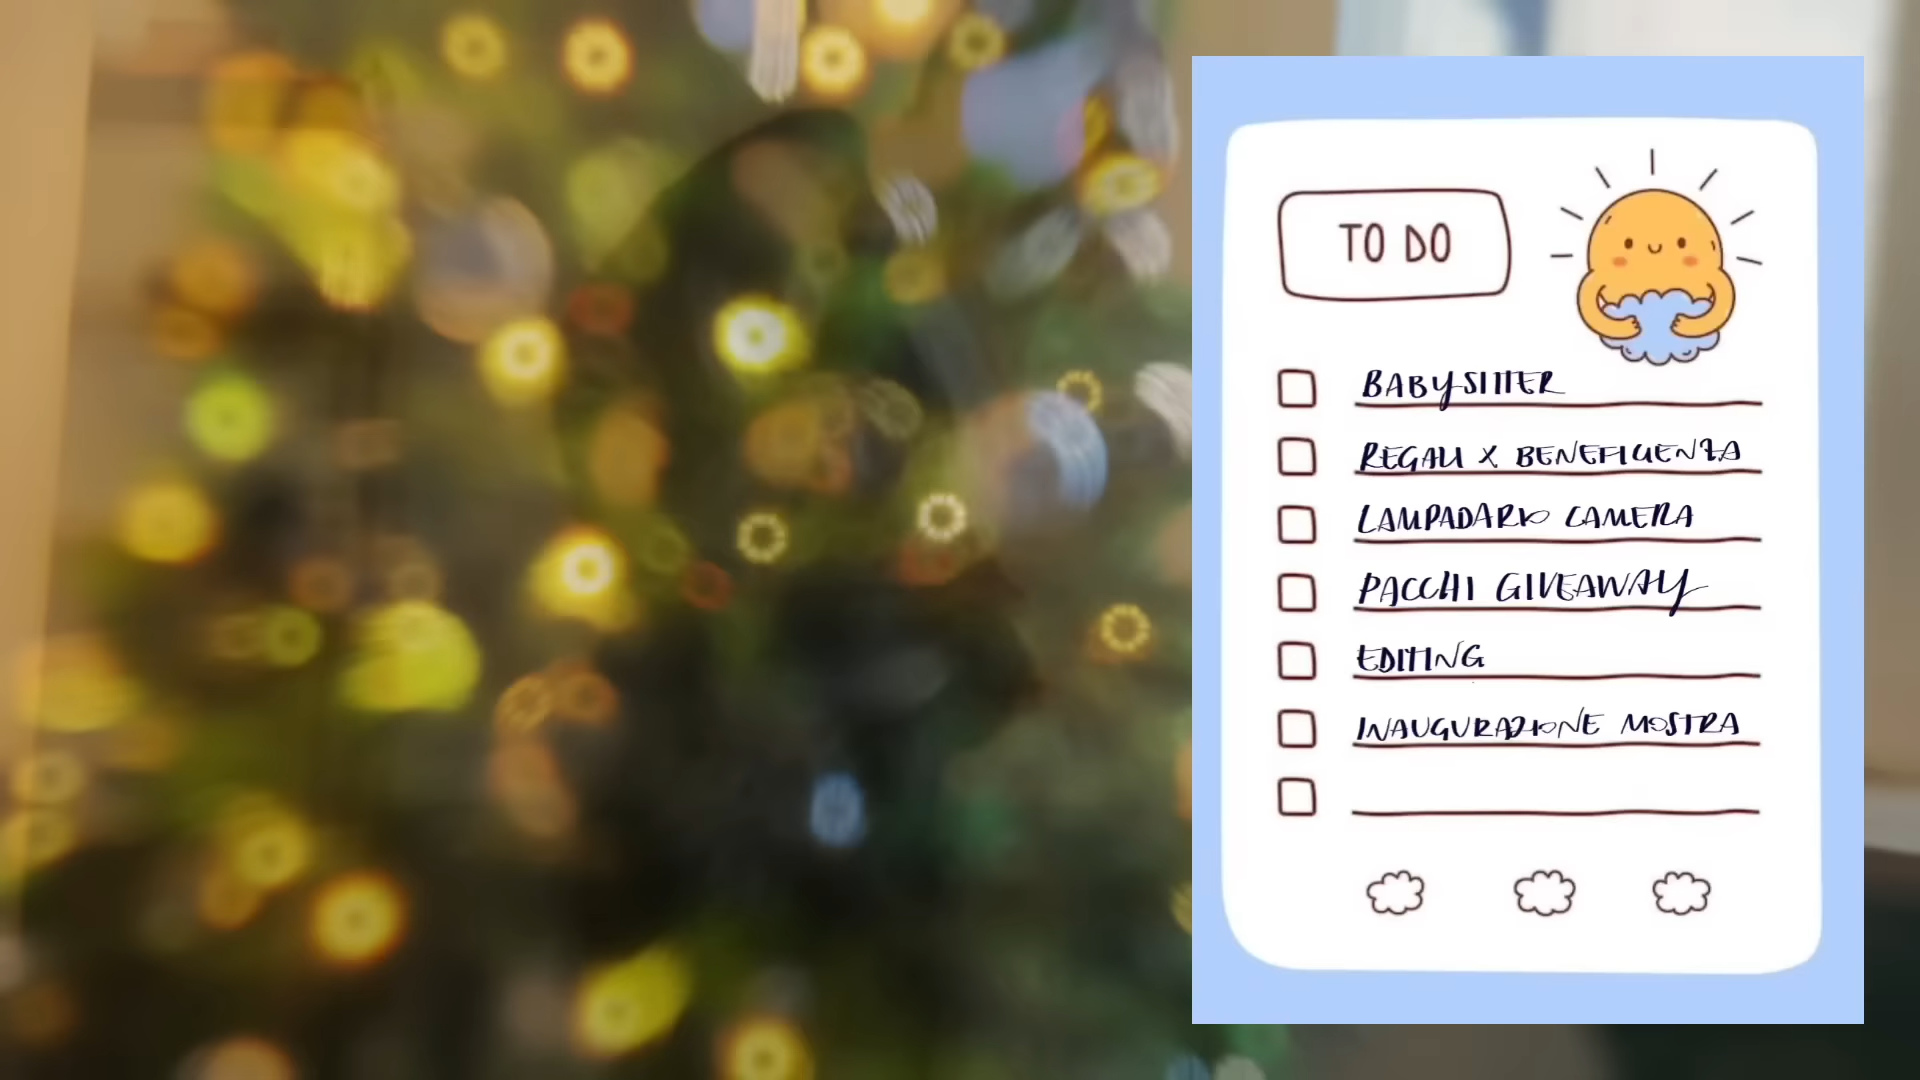 TO DO
BABYSITTER
REGALI X BENEFICENZA
LAMPADARIO CAMERA
PACCHI GIVEAWAY
EDITING
INAUGURAZIONE MOSTRA